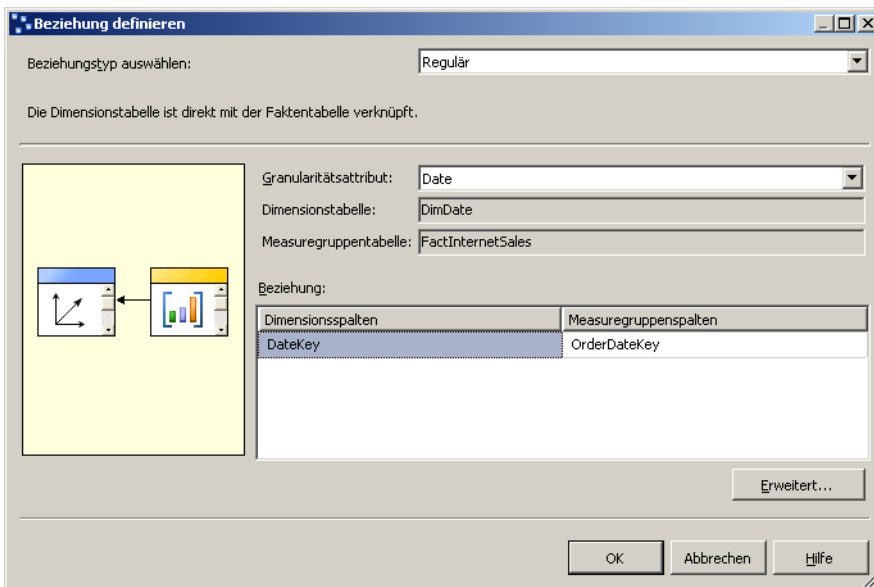 Beziehung definieren
Beziehungstyp auswählen: Regulär
Die Dimensionstabelle ist direkt mit der Faktentabelle verknüpft.
Granularitätsattribut: Date
Dimensionstabelle: DimDate
Measuregruppentabelle: FactInternetSales
Beziehung:
Dimensionsspalten Measuregruppenspalten
DateKey OrderDateKey
Erweitert...
OK Abbrechen Hilfe